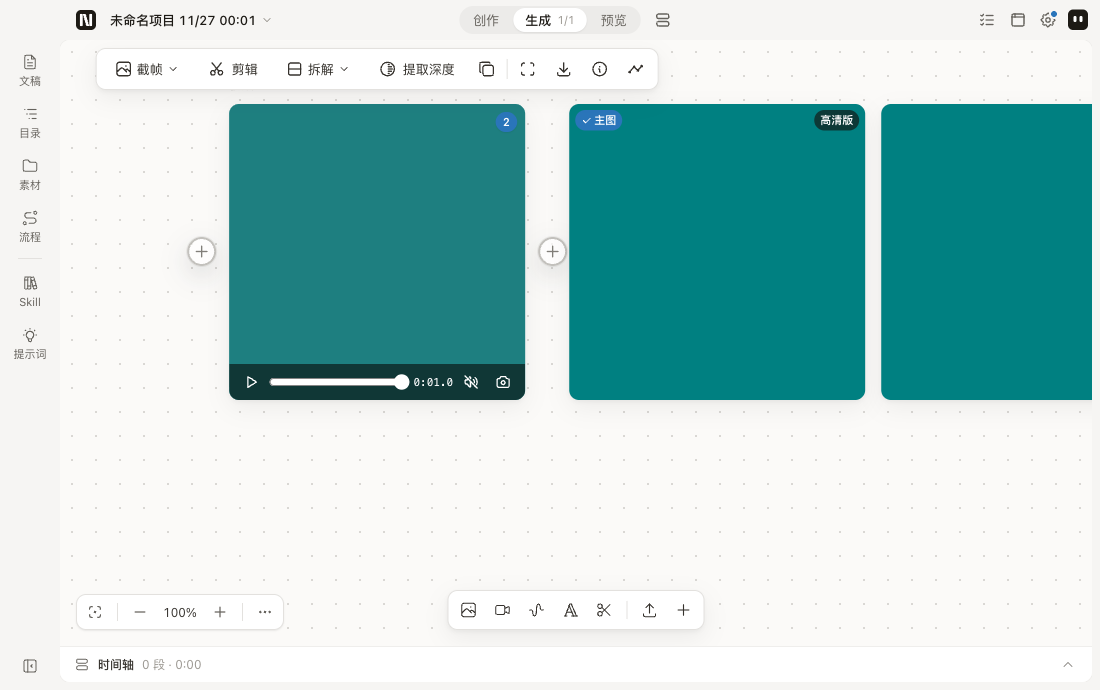 N 未命名项目 11/27 00:01
创作 生成 1/1 预览
截帧 剪辑 拆解 提取深度
文稿
目录
素材
流程
Skill
提示词
2
主图 高清版
0:01.0
100%
时间轴 0 段 · 0:00